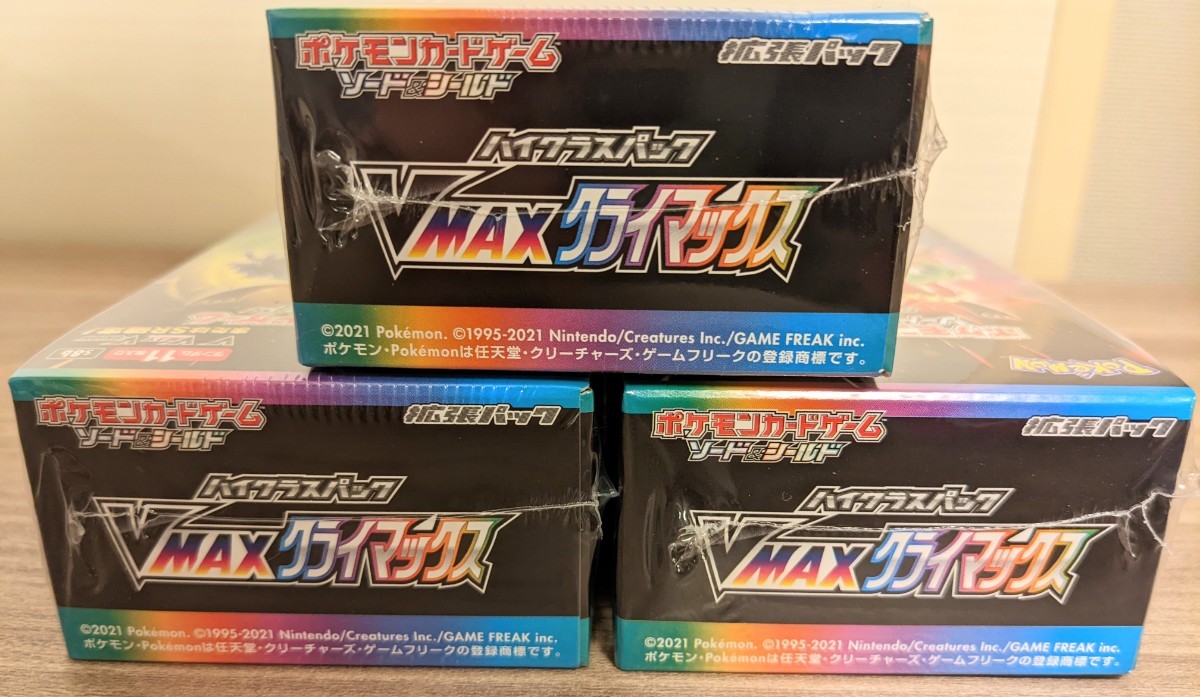 ポケモンカードゲーム
ソード&シールド
拡張パック
ハイクラスパック
VMAXクライマックス
©2021 Pokémon. ©1995-2021 Nintendo/Creatures Inc./GAME FREAK inc.
ポケモン・Pokémonは任天堂・クリーチャーズ・ゲームフリークの登録商標です。
ポケモンカードゲーム
ソード&シールド
拡張パック
ハイクラスパック
VMAXクライマックス
©2021 Pokémon. ©1995-2021 Nintendo/Creatures Inc./GAME FREAK inc.
ポケモン・Pokémonは任天堂・クリーチャーズ・ゲームフリークの登録商標です。
Pokémon
ポケモンカードゲーム
ソード&シールド
拡張パック
ハイクラスパック
VMAXクライマックス
©2021 Pokémon. ©1995-2021 Nintendo/Creatures Inc./GAME FREAK inc.
ポケモン・Pokémonは任天堂・クリーチャーズ・ゲームフリークの登録商標です。